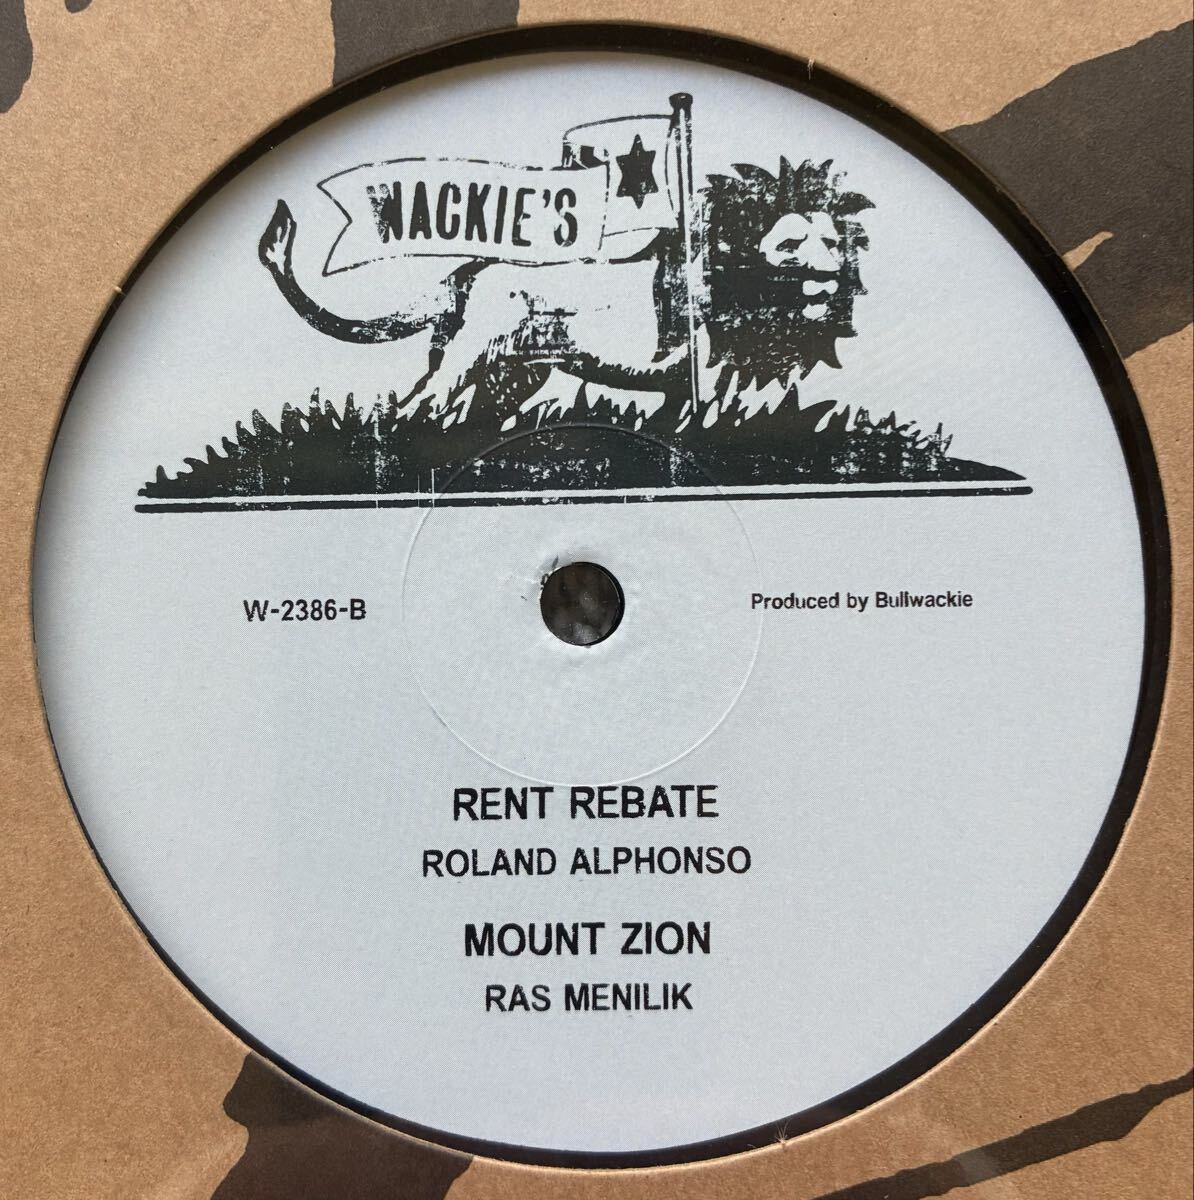 WACKIE'S
W-2386-B
Produced by Bullwackie
RENT REBATE
ROLAND ALPHONSO
MOUNT ZION
RAS MENILIK